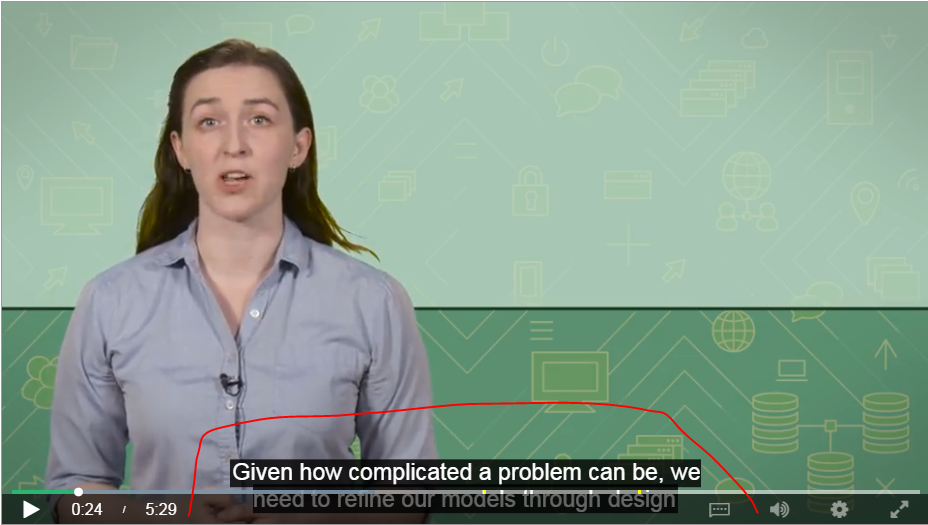 Given how complicated a problem can be, we
need to refine our models through design
0:24 / 5:29